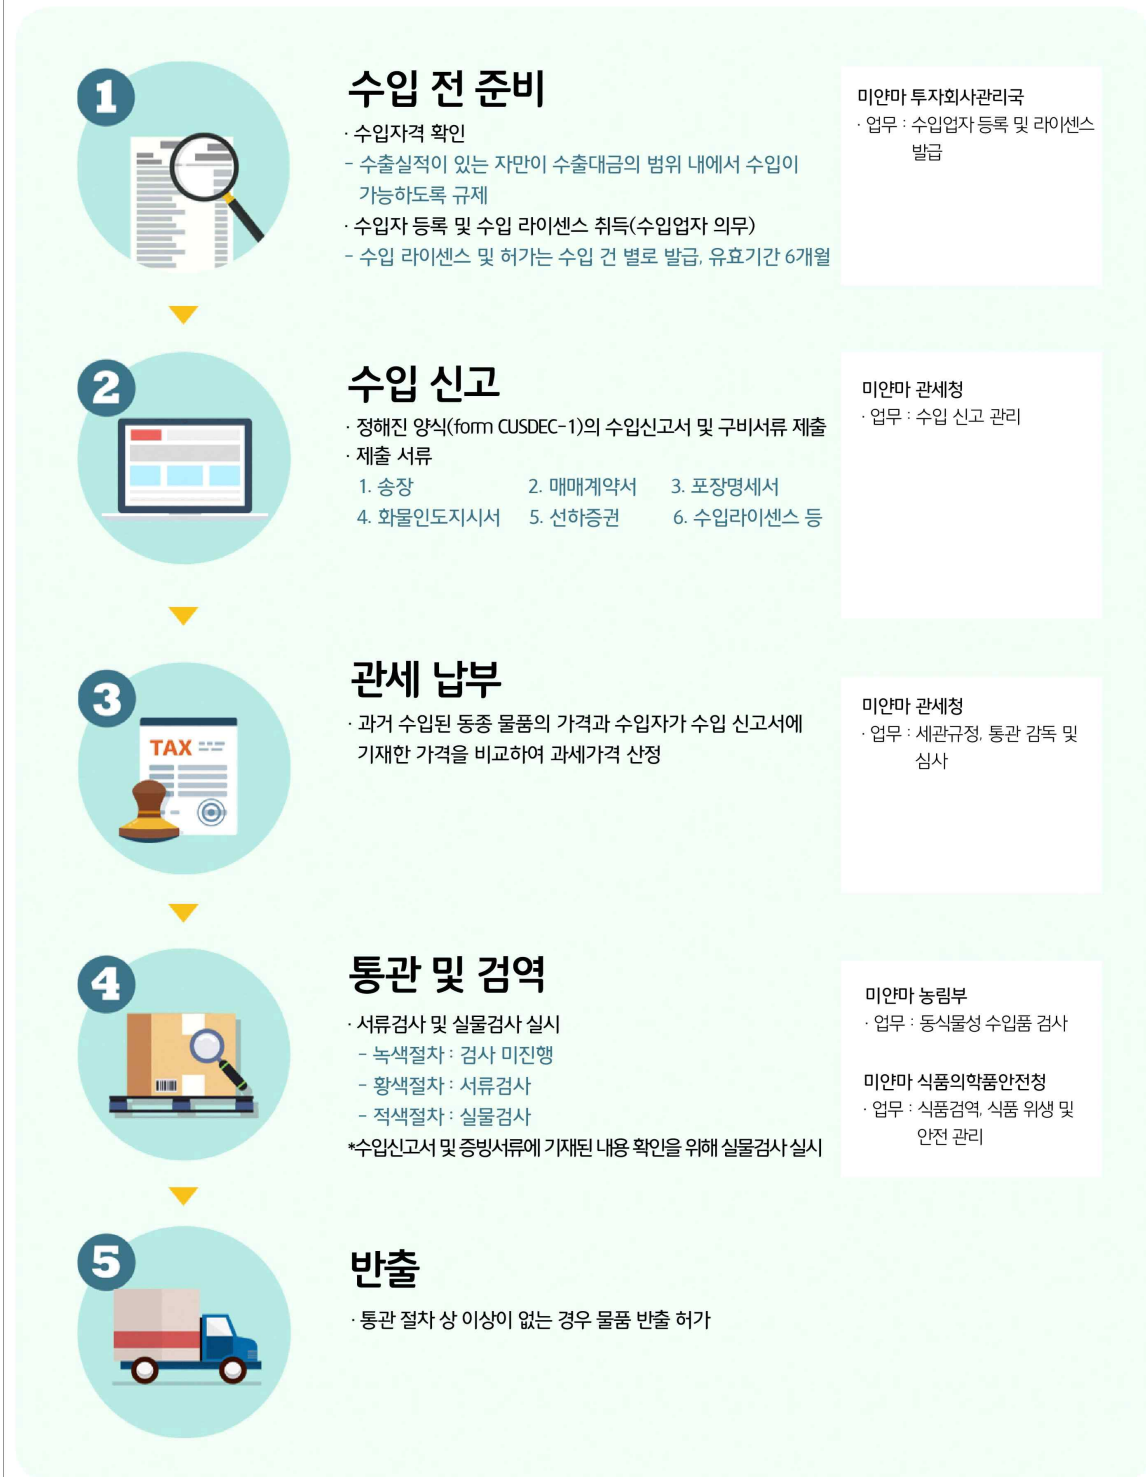 1
수입 전 준비
· 수입자격 확인
- 수출실적이 있는 자만이 수출대금의 범위 내에서 수입이
가능하도록 규제
· 수입자 등록 및 수입 라이센스 취득(수입업자 의무)
- 수입 라이센스 및 허가는 수입 건 별로 발급, 유효기간 6개월
미얀마 투자회사관리국
· 업무 : 수입업자 등록 및 라이센스
발급
2
수입 신고
· 정해진 양식(form CUSDEC-1)의 수입신고서 및 구비서류 제출
· 제출 서류
1. 송장 2. 매매계약서 3. 포장명세서
4. 화물인도지시서 5. 선하증권 6. 수입라이센스 등
미얀마 관세청
· 업무 : 수입 신고 관리
3
TAX
관세 납부
· 과거 수입된 동종 물품의 가격과 수입자가 수입 신고서에
기재한 가격을 비교하여 과세가격 산정
미얀마 관세청
· 업무 : 세관규정, 통관 감독 및
심사
4
통관 및 검역
· 서류검사 및 실물검사 실시
- 녹색절차 : 검사 미진행
- 황색절차 : 서류검사
- 적색절차 : 실물검사
*수입신고서 및 증빙서류에 기재된 내용 확인을 위해 실물검사 실시
미얀마 농림부
· 업무 : 동식물성 수입품 검사
미얀마 식품의학품안전청
· 업무 : 식품검역, 식품 위생 및
안전 관리
5
반출
· 통관 절차 상 이상이 없는 경우 물품 반출 허가